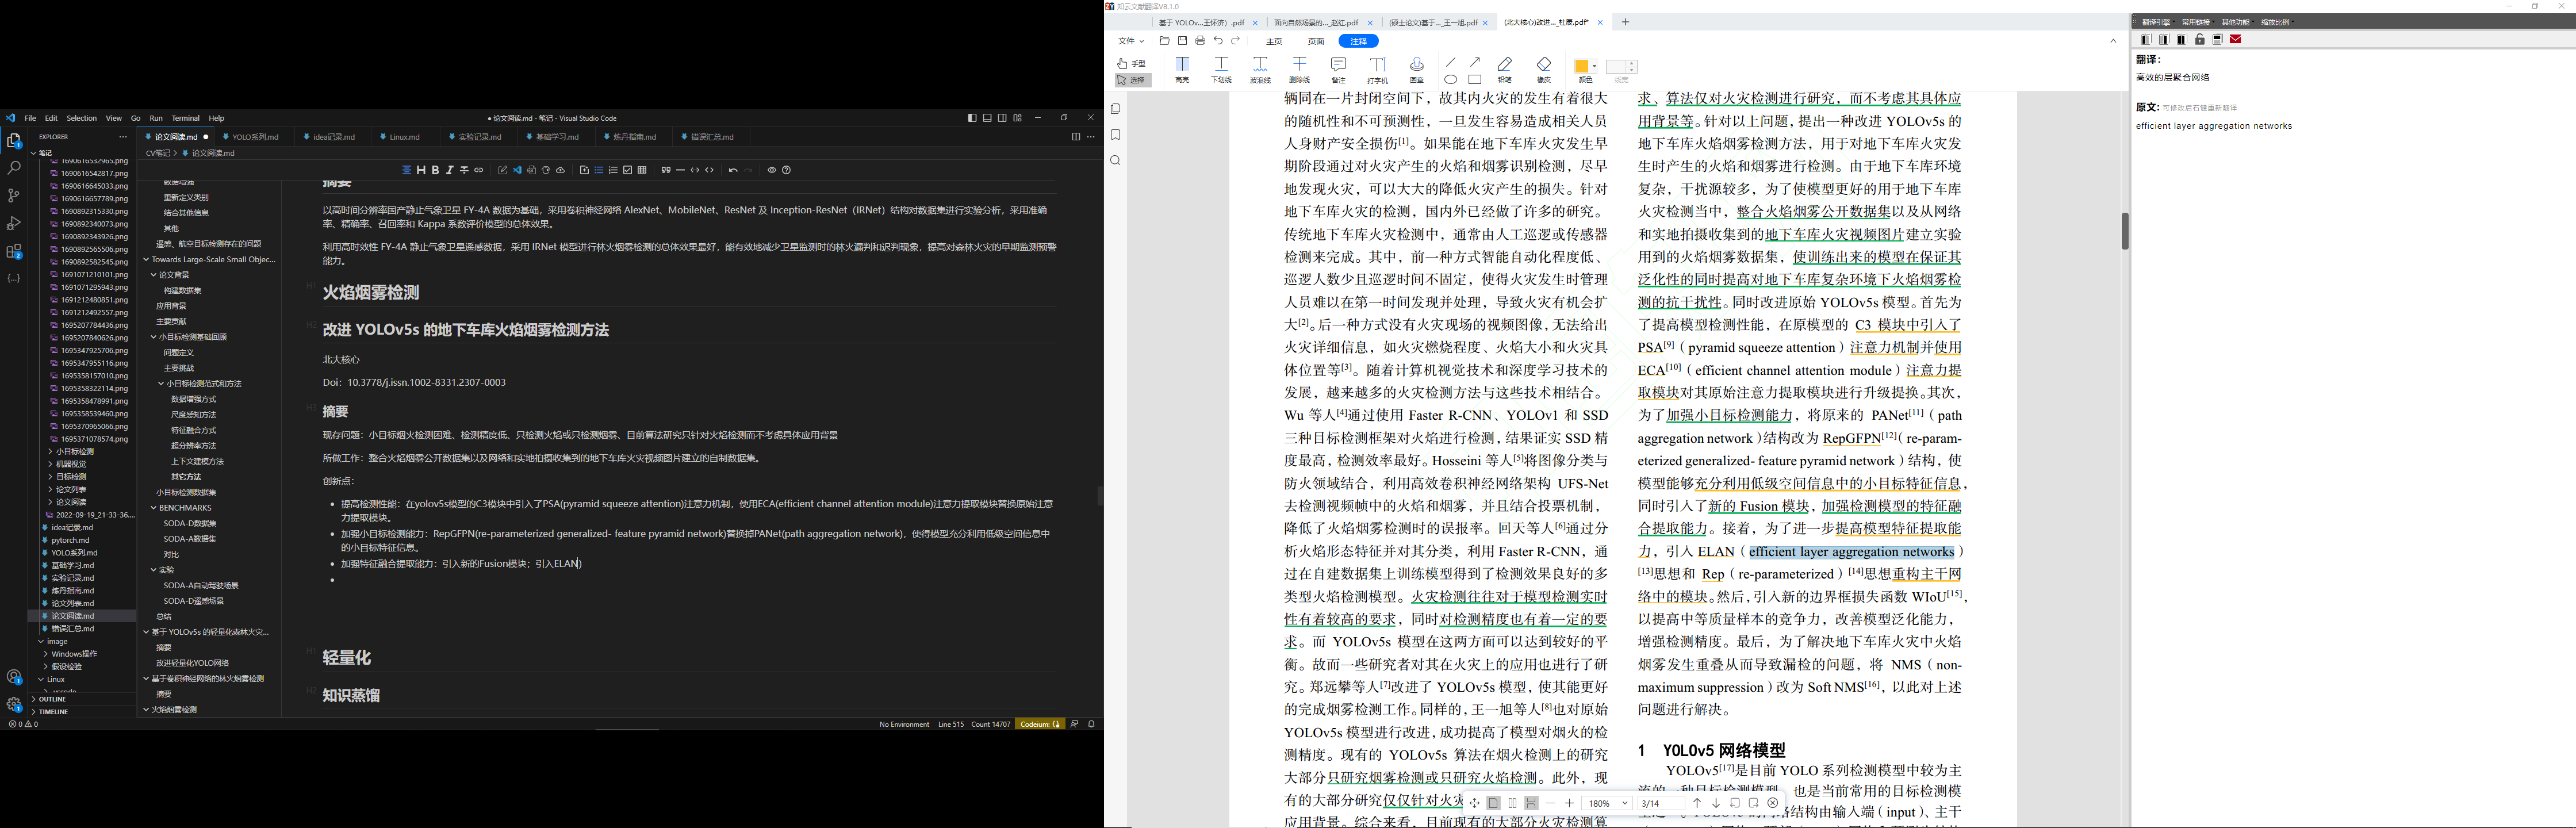 File Edit Selection View Go Run Terminal Help
● 论文阅读.md - 笔记 - Visual Studio Code
EXPLORER
论文阅读.md ●
YOLO系列.md
idea记录.md
Linux.md
实验记录.md
基础学习.md
炼丹指南.md
错误汇总.md
笔记
CV笔记 > 论文阅读.md
1690616532965.png
1690616542817.png
1690616645033.png
1690616657789.png
1690892315330.png
1690892340073.png
1690892343926.png
1690892565506.png
1690892582545.png
1691071210101.png
1691071295943.png
1691212480851.png
1691212492557.png
1695207784436.png
1695207840626.png
1695347925706.png
1695347955116.png
1695358157010.png
1695358322114.png
1695358478991.png
1695358539460.png
1695370965066.png
1695371078574.png
小目标检测
机器视觉
目标检测
论文列表
论文阅读
2022-09-19_21-33-36....
idea记录.md
pytorch.md
YOLO系列.md
基础学习.md
实验记录.md
炼丹指南.md
论文列表.md
论文阅读.md
错误汇总.md
image
Windows操作
假设检验
Linux
.vscode
OUTLINE
TIMELINE
数据增强
重新定义类别
结合其他信息
其他
遥感、航空目标检测存在的问题
Towards Large-Scale Small Objec...
论文背景
构建数据集
应用背景
主要贡献
小目标检测基础回顾
问题定义
主要挑战
小目标检测范式和方法
数据增强方式
尺度感知方法
特征融合方式
超分辨率方法
上下文建模方法
其它方法
小目标检测数据集
BENCHMARKS
SODA-D数据集
SODA-A数据集
对比
实验
SODA-A自动驾驶场景
SODA-D遥感场景
总结
基于 YOLOv5s 的轻量化森林火灾...
摘要
改进轻量化YOLO网络
基于卷积神经网络的林火烟雾检测
摘要
火焰烟雾检测
摘要
以高时间分辨率国产静止气象卫星 FY-4A 数据为基础，采用卷积神经网络 AlexNet、MobileNet、ResNet 及 Inception-ResNet（IRNet）结构对数据集进行实验分析，采用准确
率、精确率、召回率和 Kappa 系数评价模型的总体效果。
利用高时效性 FY-4A 静止气象卫星遥感数据，采用 IRNet 模型进行林火烟雾检测的总体效果最好，能有效地减少卫星监测时的林火漏判和迟判现象，提高对森林火灾的早期监测预警
能力。
火焰烟雾检测
改进 YOLOv5s 的地下车库火焰烟雾检测方法
北大核心
Doi：10.3778/j.issn.1002-8331.2307-0003
摘要
现存问题：小目标烟火检测困难、检测精度低、只检测火焰或只检测烟雾、目前算法研究只针对火焰检测而不考虑具体应用背景
所做工作：整合火焰烟雾公开数据集以及网络和实地拍摄收集到的地下车库火灾视频图片建立的自制数据集。
创新点：
• 提高检测性能：在yolov5s模型的C3模块中引入了PSA(pyramid squeeze attention)注意力机制，使用ECA(efficient channel attention module)注意力提取模块替换原始注意
力提取模块。
• 加强小目标检测能力：RepGFPN(re-parameterized generalized- feature pyramid network)替换掉PANet(path aggregation network)，使得模型充分利用低级空间信息中
的小目标特征信息。
• 加强特征融合提取能力：引入新的Fusion模块；引入ELAN()
•
轻量化
知识蒸馏
0 0
No Environment Line 515 Count 14707 Codeium: {}
知云文献翻译V8.1.0
基于 YOLOv...王怀济）.pdf
面向自然场景的..._赵红.pdf
(硕士论文)基于..._王一旭.pdf
(北大核心)改进..._杜辰.pdf*
文件
主页
页面
注释
手型
选择
高亮
下划线
波浪线
删除线
备注
打字机
图章
铅笔
橡皮
颜色
线宽
辆同在一片封闭空间下，故其内火灾的发生有着很大
的随机性和不可预测性，一旦发生容易造成相关人员
人身财产安全损伤[1]。如果能在地下车库火灾发生早
期阶段通过对火灾产生的火焰和烟雾识别检测，尽早
地发现火灾，可以大大的降低火灾产生的损失。针对
地下车库火灾的检测，国内外已经做了许多的研究。
传统地下车库火灾检测中，通常由人工巡逻或传感器
检测来完成。其中，前一种方式智能自动化程度低、
巡逻人数少且巡逻时间不固定，使得火灾发生时管理
人员难以在第一时间发现并处理，导致火灾有机会扩
大[2]。后一种方式没有火灾现场的视频图像，无法给出
火灾详细信息，如火灾燃烧程度、火焰大小和火灾具
体位置等[3]。随着计算机视觉技术和深度学习技术的
发展，越来越多的火灾检测方法与这些技术相结合。
Wu 等人[4]通过使用 Faster R-CNN、YOLOv1 和 SSD
三种目标检测框架对火焰进行检测，结果证实 SSD 精
度最高，检测效率最好。Hosseini 等人[5]将图像分类与
防火领域结合，利用高效卷积神经网络架构 UFS-Net
去检测视频帧中的火焰和烟雾，并且结合投票机制，
降低了火焰烟雾检测时的误报率。回天等人[6]通过分
析火焰形态特征并对其分类，利用 Faster R-CNN，通
过在自建数据集上训练模型得到了检测效果良好的多
类型火焰检测模型。火灾检测往往对于模型检测实时
性有着较高的要求，同时对检测精度也有着一定的要
求。而 YOLOv5s 模型在这两方面可以达到较好的平
衡。故而一些研究者对其在火灾上的应用也进行了研
究。郑远攀等人[7]改进了 YOLOv5s 模型，使其能更好
的完成烟雾检测工作。同样的，王一旭等人[8]也对原始
YOLOv5s 模型进行改进，成功提高了模型对烟火的检
测精度。现有的 YOLOv5s 算法在烟火检测上的研究
大部分只研究烟雾检测或只研究火焰检测。此外，现
有的大部分研究仅仅针对火灾
应用背景。综合来看，目前现有的大部分火灾检测算
求、算法仅对火灾检测进行研究，而不考虑其具体应
用背景等。针对以上问题，提出一种改进 YOLOv5s 的
地下车库火焰烟雾检测方法，用于对地下车库火灾发
生时产生的火焰和烟雾进行检测。由于地下车库环境
复杂，干扰源较多，为了使模型更好的用于地下车库
火灾检测当中，整合火焰烟雾公开数据集以及从网络
和实地拍摄收集到的地下车库火灾视频图片建立实验
用到的火焰烟雾数据集，使训练出来的模型在保证其
泛化性的同时提高对地下车库复杂环境下火焰烟雾检
测的抗干扰性。同时改进原始 YOLOv5s 模型。首先为
了提高模型检测性能，在原模型的 C3 模块中引入了
PSA[9]（pyramid squeeze attention）注意力机制并使用
ECA[10]（efficient channel attention module）注意力提
取模块对其原始注意力提取模块进行升级提换。其次，
为了加强小目标检测能力，将原来的 PANet[11]（path
aggregation network）结构改为 RepGFPN[12]（re-param-
eterized generalized- feature pyramid network）结构，使
模型能够充分利用低级空间信息中的小目标特征信息，
同时引入了新的 Fusion 模块，加强检测模型的特征融
合提取能力。接着，为了进一步提高模型特征提取能
力，引入 ELAN（efficient layer aggregation networks）
[13]思想和 Rep（re-parameterized）[14]思想重构主干网
络中的模块。然后，引入新的边界框损失函数 WIoU[15]，
以提高中等质量样本的竞争力，改善模型泛化能力，
增强检测精度。最后，为了解决地下车库火灾中火焰
烟雾发生重叠从而导致漏检的问题，将 NMS（non-
maximum suppression）改为 Soft NMS[16]，以此对上述
问题进行解决。
1 YOLOv5 网络模型
YOLOv5[17]是目前 YOLO 系列检测模型中较为主
流的一种目标检测模型，也是当前常用的目标检测模
结构由输入端（input）、主干
180%
3/14
翻译引擎
常用链接
其他功能
缩放比例
翻译：
高效的层聚合网络
原文: 可修改后右键重新翻译
efficient layer aggregation networks